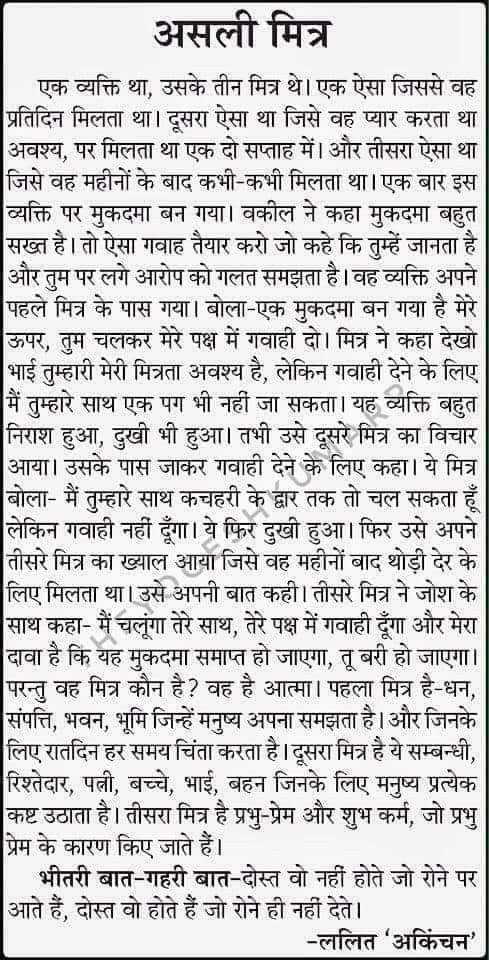 असली मित्र
एक व्यक्ति था, उसके तीन मित्र थे। एक ऐसा जिससे वह
प्रतिदिन मिलता था। दूसरा ऐसा था जिसे वह प्यार करता था
अवश्य, पर मिलता था एक दो सप्ताह में। और तीसरा ऐसा था
जिसे वह महीनों के बाद कभी-कभी मिलता था। एक बार इस
व्यक्ति पर मुकदमा बन गया। वकील ने कहा मुकदमा बहुत
सख्त है। तो ऐसा गवाह तैयार करो जो कहे कि तुम्हें जानता है
और तुम पर लगे आरोप को गलत समझता है। वह व्यक्ति अपने
पहले मित्र के पास गया। बोला-एक मुकदमा बन गया है मेरे
ऊपर, तुम चलकर मेरे पक्ष में गवाही दो। मित्र ने कहा देखो
भाई तुम्हारी मेरी मित्रता अवश्य है, लेकिन गवाही देने के लिए
मैं तुम्हारे साथ एक पग भी नहीं जा सकता। यह व्यक्ति बहुत
निराश हुआ, दुखी भी हुआ। तभी उसे दूसरे मित्र का विचार
आया। उसके पास जाकर गवाही देने के लिए कहा। ये मित्र
बोला- मैं तुम्हारे साथ कचहरी के द्वार तक तो चल सकता हूँ
लेकिन गवाही नहीं दूँगा। ये फिर दुखी हुआ। फिर उसे अपने
तीसरे मित्र का ख्याल आया जिसे वह महीनों बाद थोड़ी देर के
लिए मिलता था। उसे अपनी बात कही। तीसरे मित्र ने जोश के
साथ कहा- मैं चलूंगा तेरे साथ, तेरे पक्ष में गवाही दूँगा और मेरा
दावा है कि यह मुकदमा समाप्त हो जाएगा, तू बरी हो जाएगा।
परन्तु वह मित्र कौन है? वह है आत्मा। पहला मित्र है-धन,
संपत्ति, भवन, भूमि जिन्हें मनुष्य अपना समझता है। और जिनके
लिए रातदिन हर समय चिंता करता है। दूसरा मित्र है ये सम्बन्धी,
रिश्तेदार, पत्नी, बच्चे, भाई, बहन जिनके लिए मनुष्य प्रत्येक
कष्ट उठाता है। तीसरा मित्र है प्रभु-प्रेम और शुभ कर्म, जो प्रभु
प्रेम के कारण किए जाते हैं।
भीतरी बात-गहरी बात-दोस्त वो नहीं होते जो रोने पर
आते हैं, दोस्त वो होते हैं जो रोने ही नहीं देते।
-ललित ‘अकिंचन’